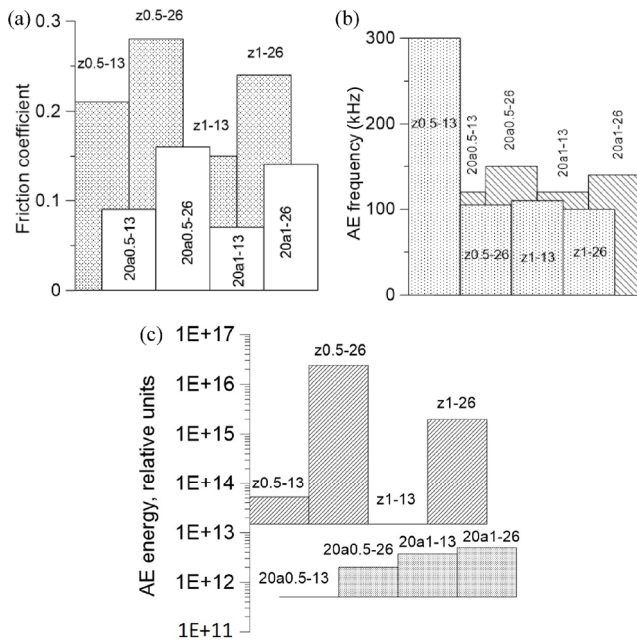 (a)
Friction coefficient
0.3
0.2
0.1
0
z0.5-13
z0.5-26
z1-13
z1-26
20a0.5-13
20a0.5-26
20a1-13
20a1-26
(b)
AE frequency (kHz)
300
200
100
0
z0.5-13
20a0.5-13
20a0.5-26
20a1-13
20a1-26
z0.5-26
z1-13
z1-26
(c)
AE energy, relative units
1E+17
1E+16
1E+15
1E+14
1E+13
1E+12
1E+11
z0.5-26
z1-26
z0.5-13
z1-13
20a0.5-13
20a0.5-26
20a1-13
20a1-26